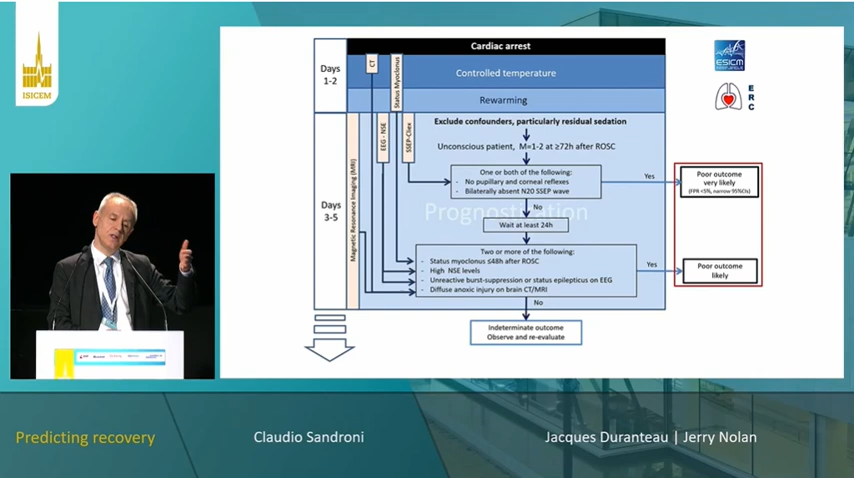 ISICEM
Cardiac arrest
Days
1-2
CT
Status Myoclonus
Controlled temperature
Rewarming
ESICM
ERC
Days
3-5
Magnetic Resonance Imaging (MRI)
EEG - NSE
SSEP-Cliex
Exclude confounders, particularly residual sedation
Unconscious patient, M=1-2 at ≥72h after ROSC
One or both of the following:
- No pupillary and corneal reflexes
- Bilaterally absent N20 SSEP wave
Yes
Poor outcome
very likely
(FPR <5%, narrow 95%CIs)
No
Prognostication
Wait at least 24h
Two or more of the following:
- Status myoclonus ≤48h after ROSC
- High NSE levels
- Unreactive burst-suppression or status epilepticus on EEG
- Diffuse anoxic injury on brain CT/MRI
Yes
Poor outcome
likely
No
Indeterminate outcome
Observe and re-evaluate
Predicting recovery
Claudio Sandroni
Jacques Duranteau | Jerry Nolan